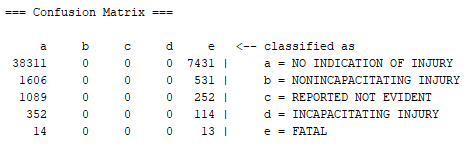 === Confusion Matrix ===
a b c d e <-- classified as
38311 0 0 0 7431 | a = NO INDICATION OF INJURY
1606 0 0 0 531 | b = NONINCAPACITATING INJURY
1089 0 0 0 252 | c = REPORTED NOT EVIDENT
352 0 0 0 114 | d = INCAPACITATING INJURY
14 0 0 0 13 | e = FATAL